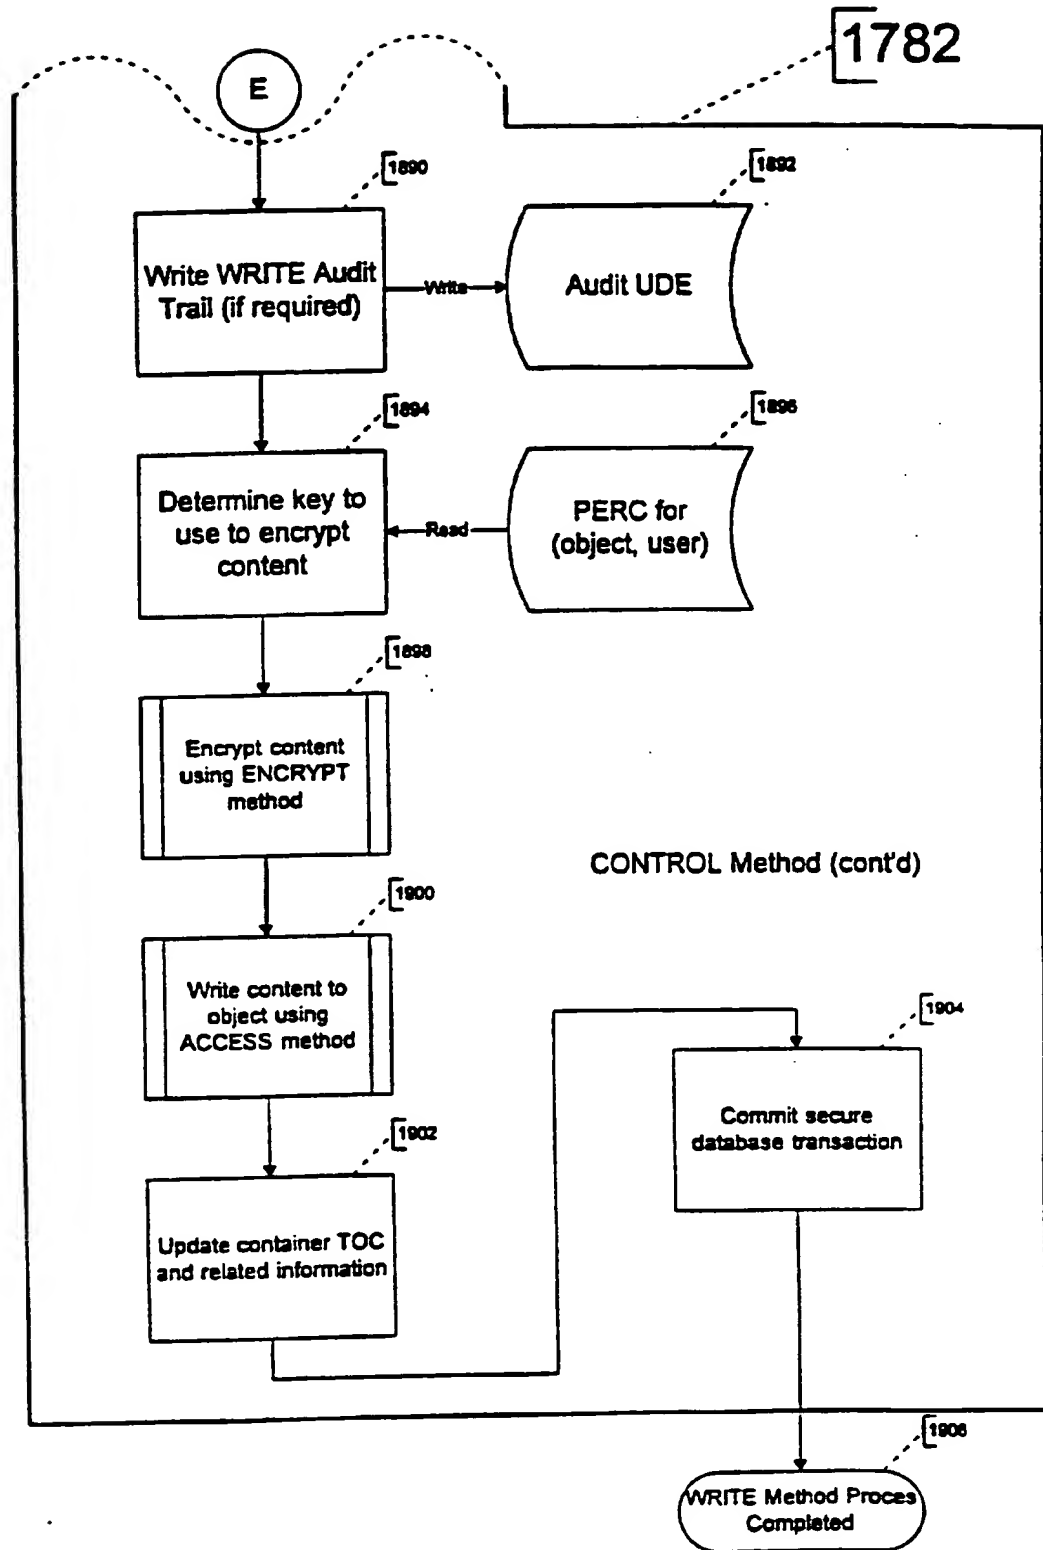 1782
E
1890
Write WRITE Audit
Trail (if required)
Write
1892
Audit UDE
1894
Determine key to
use to encrypt
content
Read
1896
PERC for
(object, user)
1898
Encrypt content
using ENCRYPT
method
CONTROL Method (cont'd)
1900
Write content to
object using
ACCESS method
1904
Commit secure
database transaction
1902
Update container TOC
and related information
1906
WRITE Method Proces
Completed